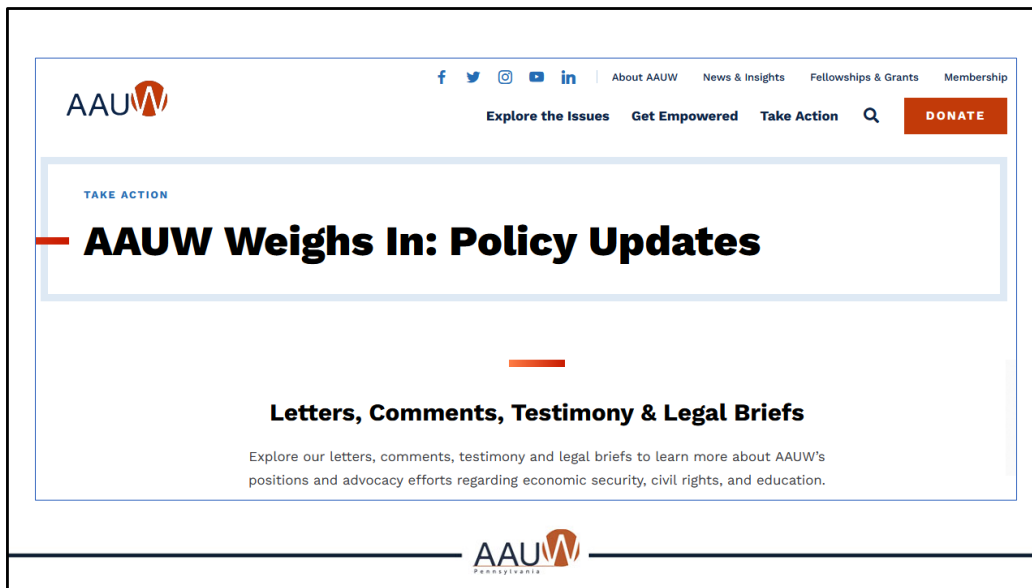 AAUW
About AAUW News & Insights Fellowships & Grants Membership
Explore the Issues Get Empowered Take Action DONATE
TAKE ACTION
AAUW Weighs In: Policy Updates
Letters, Comments, Testimony & Legal Briefs
Explore our letters, comments, testimony and legal briefs to learn more about AAUW’s
positions and advocacy efforts regarding economic security, civil rights, and education.
AAUW
Pennsylvania